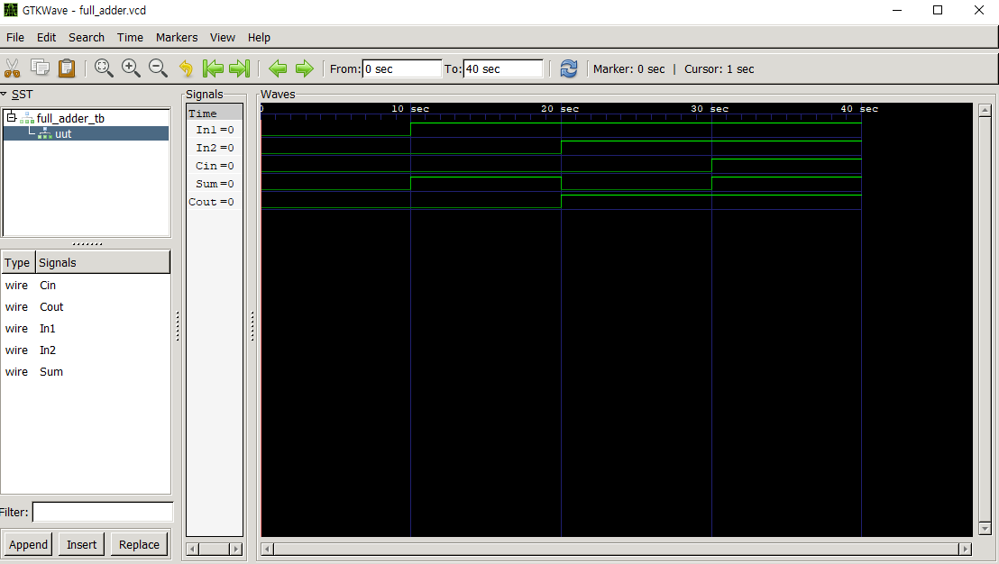 GTKWave - full_adder.vcd
File Edit Search Time Markers View Help
From: 0 sec To: 40 sec Marker: 0 sec | Cursor: 1 sec
SST
full_adder_tb
uut
Type Signals
wire Cin
wire Cout
wire In1
wire In2
wire Sum
Filter:
Append Insert Replace
Signals
Time
In1 =0
In2 =0
Cin =0
Sum =0
Cout =0
Waves
0 10 sec 20 sec 30 sec 40 sec